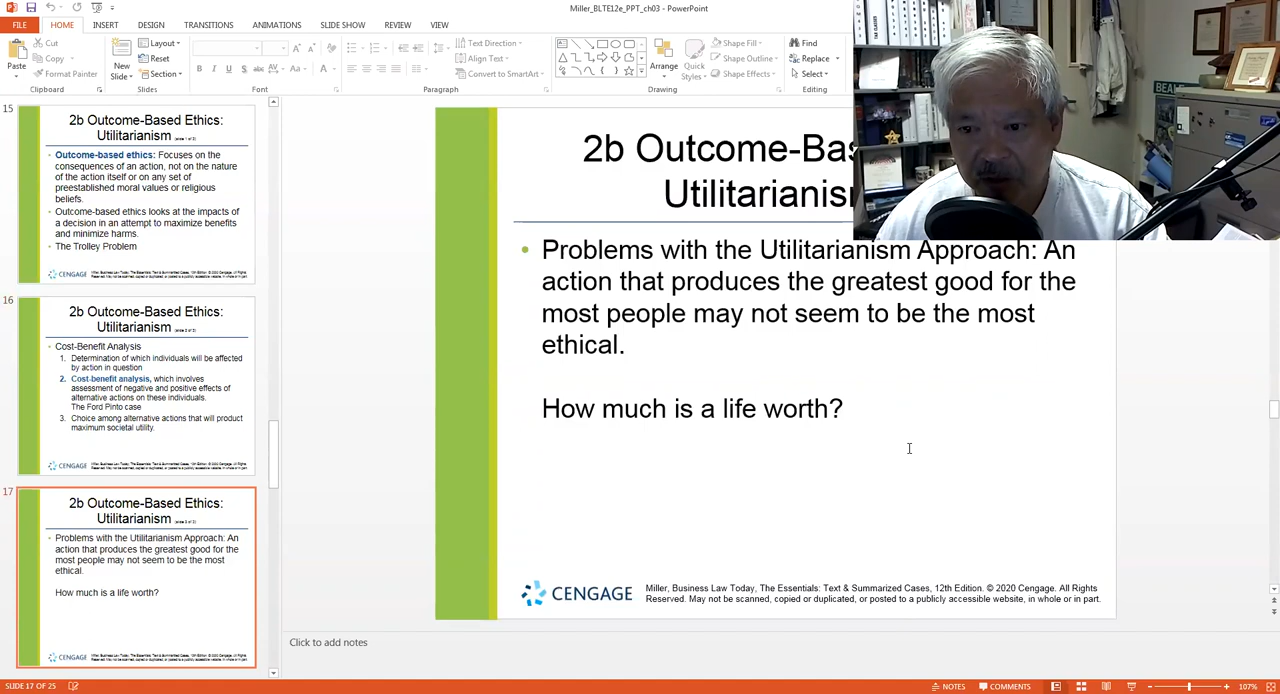 Miller_BLTE12e_PPT_ch03 - PowerPoint
FILE HOME INSERT DESIGN TRANSITIONS ANIMATIONS SLIDE SHOW REVIEW VIEW
Paste
Cut
Copy
Format Painter
Clipboard
New
Slide
Layout
Reset
Section
Slides
B I U S abc AV Aa A
Font
Paragraph
Text Direction
Align Text
Convert to SmartArt
Arrange
Quick
Styles
Shape Fill
Shape Outline
Shape Effects
Drawing
Find
Replace
Select
Editing
BEAL
15
2b Outcome-Based Ethics:
Utilitarianism
• Outcome-based ethics: Focuses on the
consequences of an action, not on the nature
of the action itself or on any set of
preestablished moral values or religious
beliefs.
• Outcome-based ethics looks at the impacts of
a decision in an attempt to maximize benefits
and minimize harms.
• The Trolley Problem
CENGAGE
16
2b Outcome-Based Ethics:
Utilitarianism
• Cost-Benefit Analysis
1. Determination of which individuals will be affected
by action in question
2. Cost-benefit analysis, which involves
assessment of negative and positive effects of
alternative actions on these individuals.
The Ford Pinto case
3. Choice among alternative actions that will product
maximum societal utility.
CENGAGE
17
2b Outcome-Based Ethics:
Utilitarianism
• Problems with the Utilitarianism Approach: An
action that produces the greatest good for the
most people may not seem to be the most
ethical.
How much is a life worth?
CENGAGE
2b Outcome-Bas
Utilitarianism
• Problems with the Utilitarianism Approach: An
action that produces the greatest good for the
most people may not seem to be the most
ethical.
How much is a life worth?
CENGAGE
Miller, Business Law Today, The Essentials: Text & Summarized Cases, 12th Edition. © 2020 Cengage. All Rights
Reserved. May not be scanned, copied or duplicated, or posted to a publicly accessible website, in whole or in part.
Click to add notes
SLIDE 17 OF 25
NOTES COMMENTS 107%